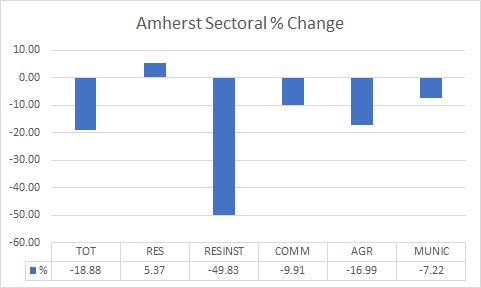 Amherst Sectoral % Change
10.00
0.00
-10.00
-20.00
-30.00
-40.00
-50.00
-60.00
TOT RES RESINST COMM AGR MUNIC
% -18.88 5.37 -49.83 -9.91 -16.99 -7.22